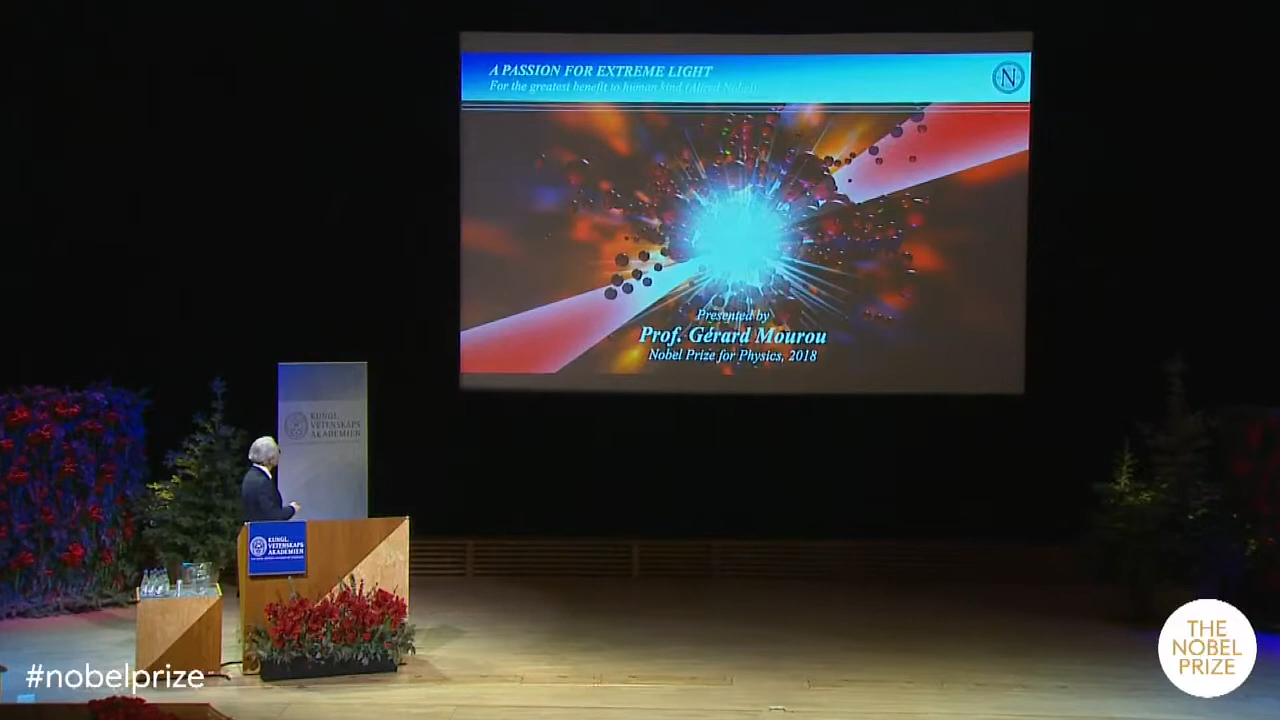 A PASSION FOR EXTREME LIGHT
For the greatest benefit to human kind (Alfred Nobel)
N
Presented by
Prof. Gérard Mourou
Nobel Prize for Physics, 2018
KUNGL.
VETENSKAPS
AKADEMIEN
KUNGL.
VETENSKAPS
AKADEMIEN
#nobelprize
THE
NOBEL
PRIZE